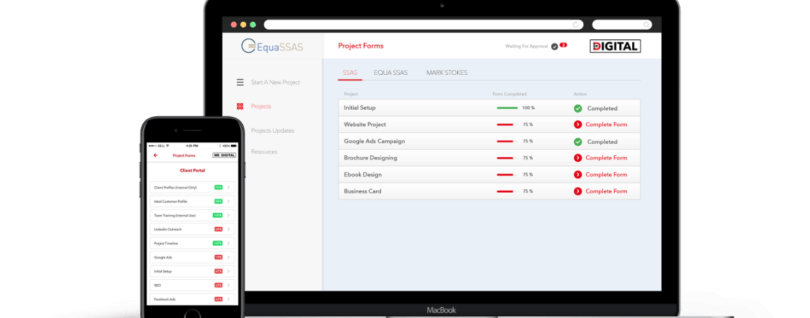 EquaSSAS
Project Forms
Waiting For Approval
DIGITAL
Start A New Project
Projects
Projects Updates
Resources
SSAS EQUA SSAS MARK STOKES
Project Form Completed Action
Initial Setup 100 % Completed
Website Project 75 % Complete Form
Google Ads Campaign 75 % Completed
Brochure Designing 75 % Complete Form
Ebook Design 75 % Complete Form
Business Card 75 % Complete Form
MacBook
Project Forms
DIGITAL
Client Portal
Client Profiles (Internal Only)
Ideal Customer Profile
Team Training (Internal Use)
LinkedIn Outreach
Project Timeline
Google Ads
Initial Setup
SEO
Facebook Ads